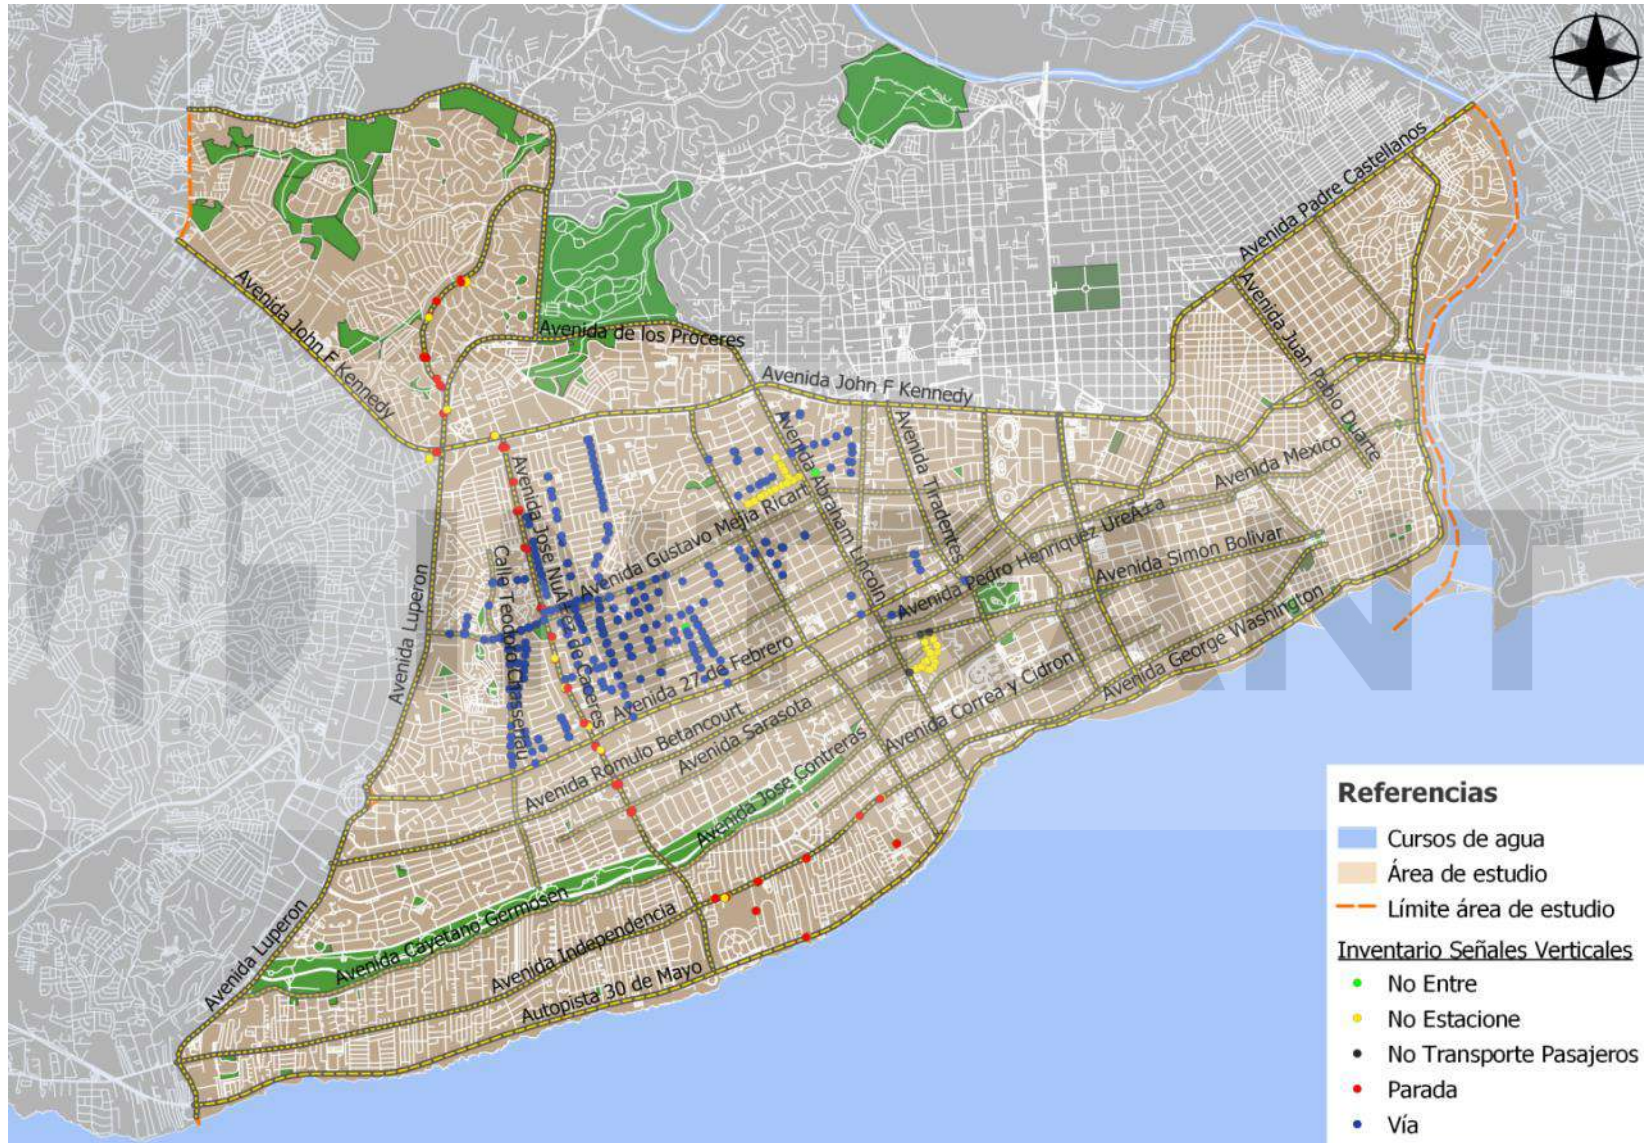 Avenida Padre Castellanos
Avenida John F Kennedy
Avenida de los Proceres
Avenida Juan Pablo Duarte
Avenida John F Kennedy
Avenida Tiradentes
Avenida Mexico
Avenida Abraham Lincoln
Avenida Jose NuÃ±ez de Caceres
Avenida Gustavo Mejia Ricart
Avenida Pedro Henriquez UreÃ±a
Avenida Simon Bolivar
Calle Teodoro Chasseriau
Avenida Luperon
Avenida 27 de Febrero
Avenida George Washington
Avenida Correa y Cidron
Avenida Romulo Betancourt
Avenida Sarasota
Avenida Jose Contreras
Avenida Cayetano Germosen
Avenida Independencia
Avenida Luperon
Autopista 30 de Mayo
Referencias
Cursos de agua
Área de estudio
Límite área de estudio
Inventario Señales Verticales
No Entre
No Estacione
No Transporte Pasajeros
Parada
Vía